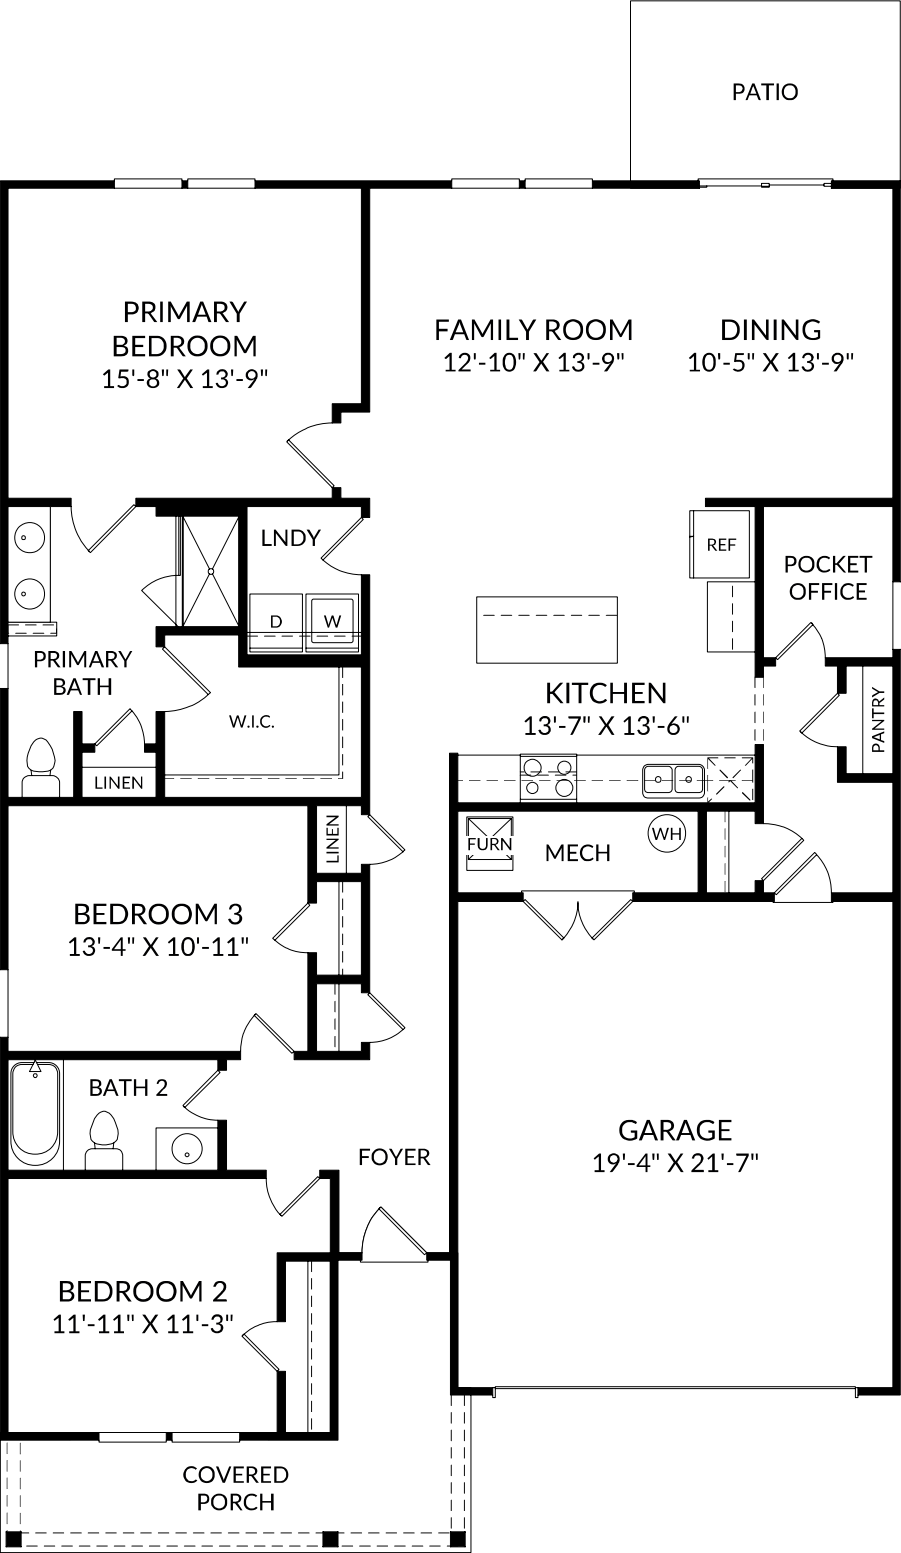 PATIO
PRIMARY
BEDROOM
15'-8" X 13'-9"
FAMILY ROOM
12'-10" X 13'-9"
DINING
10'-5" X 13'-9"
LNDY
D
W
REF
POCKET
OFFICE
PRIMARY
BATH
W.I.C.
LINEN
KITCHEN
13'-7" X 13'-6"
PANTRY
LINEN
FURN
MECH
WH
BEDROOM 3
13'-4" X 10'-11"
BATH 2
FOYER
GARAGE
19'-4" X 21'-7"
BEDROOM 2
11'-11" X 11'-3"
COVERED
PORCH